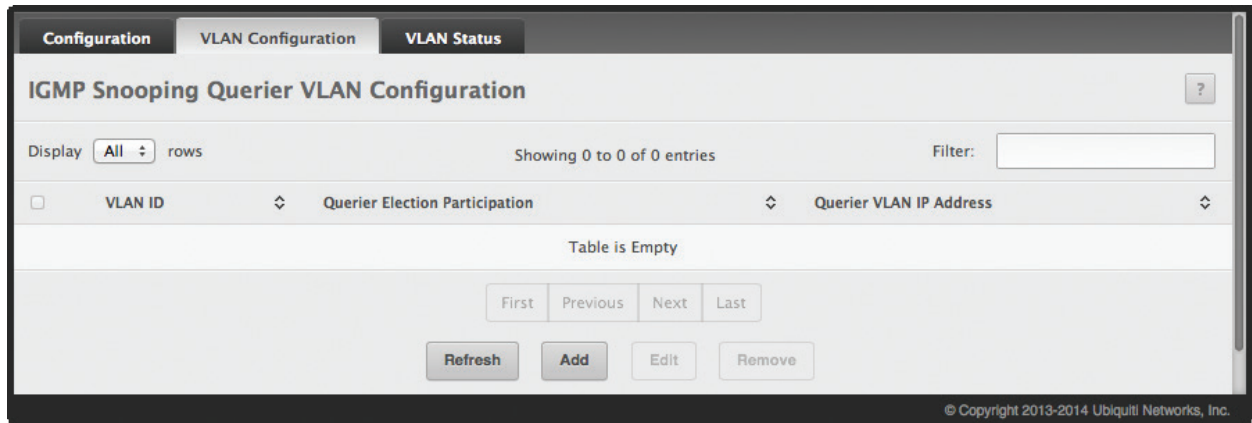 Configuration VLAN Configuration VLAN Status
IGMP Snooping Querier VLAN Configuration ?
Display All rows Showing 0 to 0 of 0 entries Filter:
VLAN ID Querier Election Participation Querier VLAN IP Address
Table is Empty
First Previous Next Last
Refresh Add Edit Remove
© Copyright 2013-2014 Ubiquiti Networks, Inc.